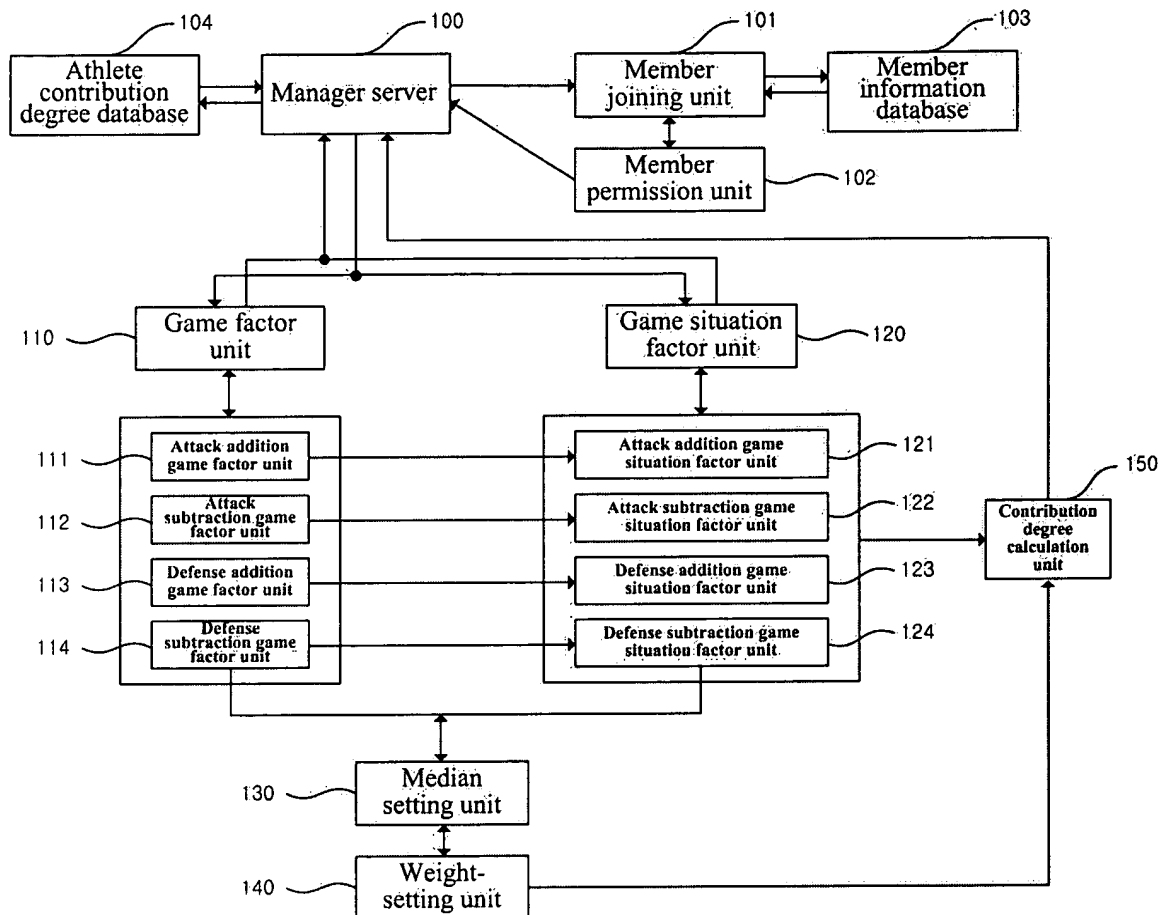 104
100
101
103
Athlete
contribution
degree database
Manager server
Member
joining unit
Member
information
database
Member
permission unit
102
110
Game factor
unit
Game situation
factor unit
120
111
Attack addition
game factor unit
Attack addition game
situation factor unit
121
112
Attack
subtraction game
factor unit
Attack subtraction game
situation factor unit
122
113
Defense addition
game factor unit
Defense addition game
situation factor unit
123
114
Defense
subtraction game
factor unit
Defense subtraction game
situation factor unit
124
150
Contribution
degree
calculation
unit
130
Median
setting unit
140
Weight-
setting unit